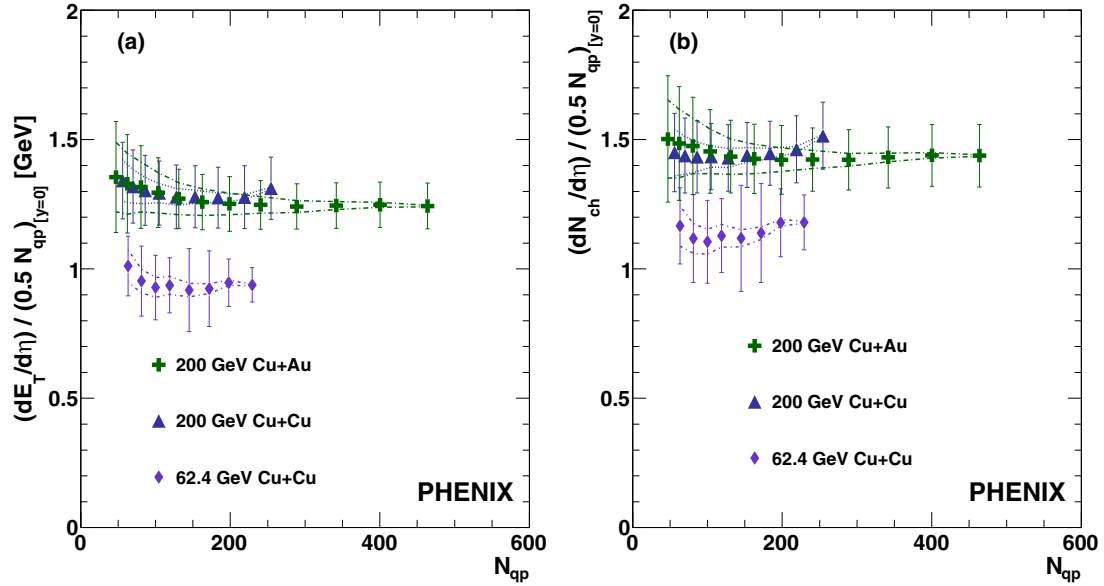 (a)
(dE_T/dη) / (0.5 N_qp)_[y=0] [GeV]
2
1.5
1
0.5
0
200 GeV Cu+Au
200 GeV Cu+Cu
62.4 GeV Cu+Cu
PHENIX
0 200 400 600
N_qp
(b)
(dN_ch/dη) / (0.5 N_qp)_[y=0]
2
1.5
1
0.5
0
200 GeV Cu+Au
200 GeV Cu+Cu
62.4 GeV Cu+Cu
PHENIX
0 200 400 600
N_qp